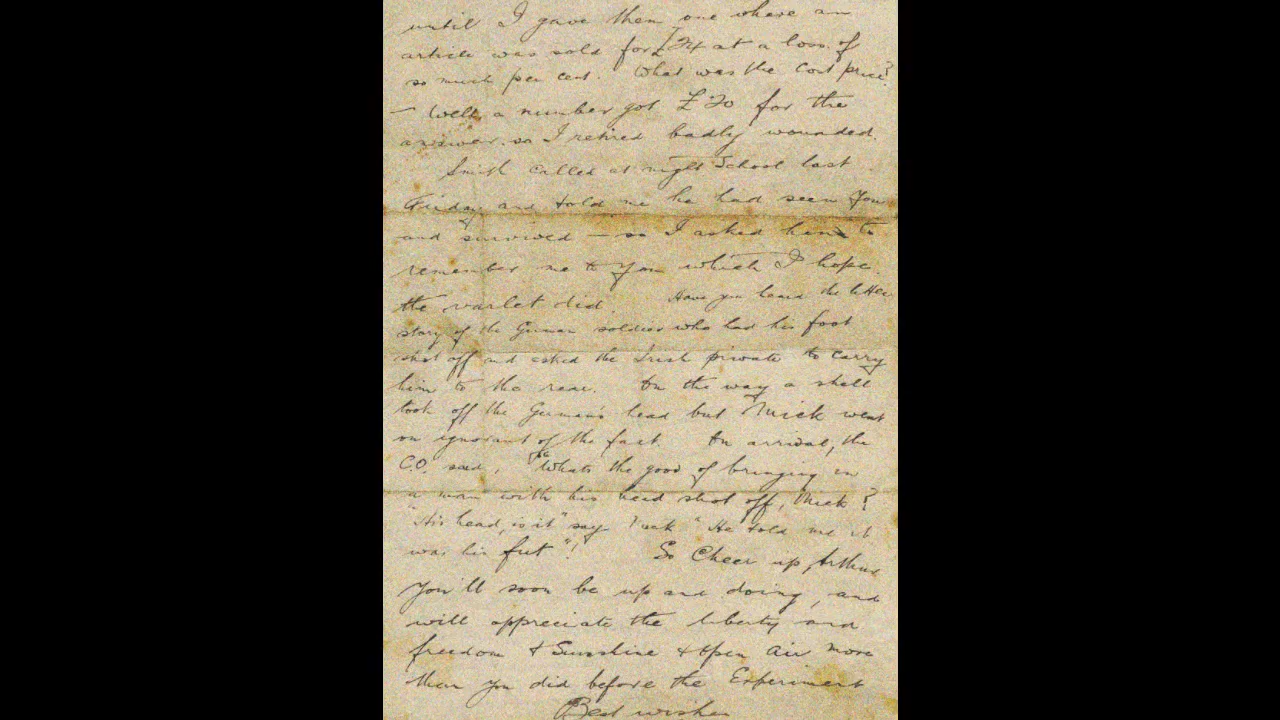 until I gave them one where an
article was sold for £24 at a loss of
so much per cent. What was the Cost price?
— Well, a number got £20 for the
answer. so I retired badly wounded.
Smith called at night School last
Friday and told me he had seen you
and survived — so I asked him to
remember me to you which I hope
the varlet did. Have you heard the latter
story of the German soldier who had his foot
shot off and asked the Irish private to carry
him to the rear. On the way a shell
took off the German's head but Mick went
on ignorant of the fact. On arrival, the
C.O. said, "Whats the good of bringing in
a man with his head shot off, Mick?
"His head, is it" says Mick "He told me it
was his feet"! So Cheer up, Arthur
You'll soon be up and doing, and
will appreciate the liberty and
freedom & Sunshine & open air more
than you did before the Experiment
Best wishes